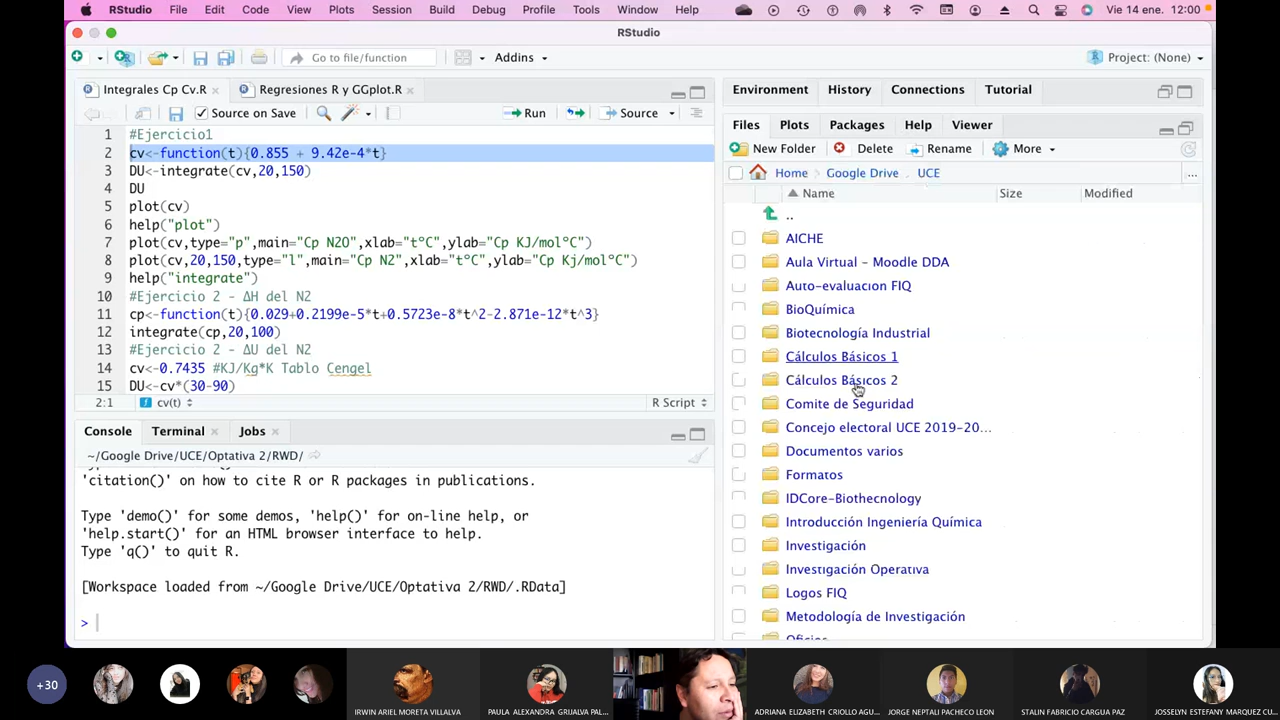 RStudio File Edit Code View Plots Session Build Debug Profile Tools Window Help Vie 14 ene. 12:00
RStudio
Go to file/function Addins Project: (None)
Integrales Cp Cv.R Regresiones R y GGplot.R
Source on Save Run Source
1 #Ejercicio1
2 cv<-function(t){0.855 + 9.42e-4*t}
3 DU<-integrate(cv,20,150)
4 DU
5 plot(cv)
6 help("plot")
7 plot(cv,type="p",main="Cp N2O",xlab="t°C",ylab="Cp KJ/mol°C")
8 plot(cv,20,150,type="l",main="Cp N2",xlab="t°C",ylab="Cp Kj/mol°C")
9 help("integrate")
10 #Ejercicio 2 - ΔH del N2
11 cp<-function(t){0.029+0.2199e-5*t+0.5723e-8*t^2-2.871e-12*t^3}
12 integrate(cp,20,100)
13 #Ejercicio 2 - ΔU del N2
14 cv<-0.7435 #KJ/Kg*K Tablo Cengel
15 DU<-cv*(30-90)
2:1 cv(t) R Script
Console Terminal Jobs
~/Google Drive/UCE/Optativa 2/RWD/
'citation()' on how to cite R or R packages in publications.
Type 'demo()' for some demos, 'help()' for on-line help, or
'help.start()' for an HTML browser interface to help.
Type 'q()' to quit R.
[Workspace loaded from ~/Google Drive/UCE/Optativa 2/RWD/.RData]
>
Environment History Connections Tutorial
Files Plots Packages Help Viewer
New Folder Delete Rename More
Home Google Drive UCE ...
Name Size Modified
..
AICHE
Aula Virtual - Moodle DDA
Auto-evaluacion FIQ
BioQuímica
Biotecnología Industrial
Cálculos Básicos 1
Cálculos Básicos 2
Comite de Seguridad
Concejo electoral UCE 2019-20...
Documentos varios
Formatos
IDCore-Biothecnology
Introducción Ingeniería Química
Investigación
Investigación Operativa
Logos FIQ
Metodología de Investigación
Oficios
+30 IRWIN ARIEL MORETA VILLALVA PAULA ALEXANDRA GRIJALVA PAL... ADRIANA ELIZABETH CRIOLLO AGU... JORGE NEPTALI PACHECO LEON STALIN FABRICIO CARGUA PAZ JOSSELYN ESTEFANY MARQUEZ CU...